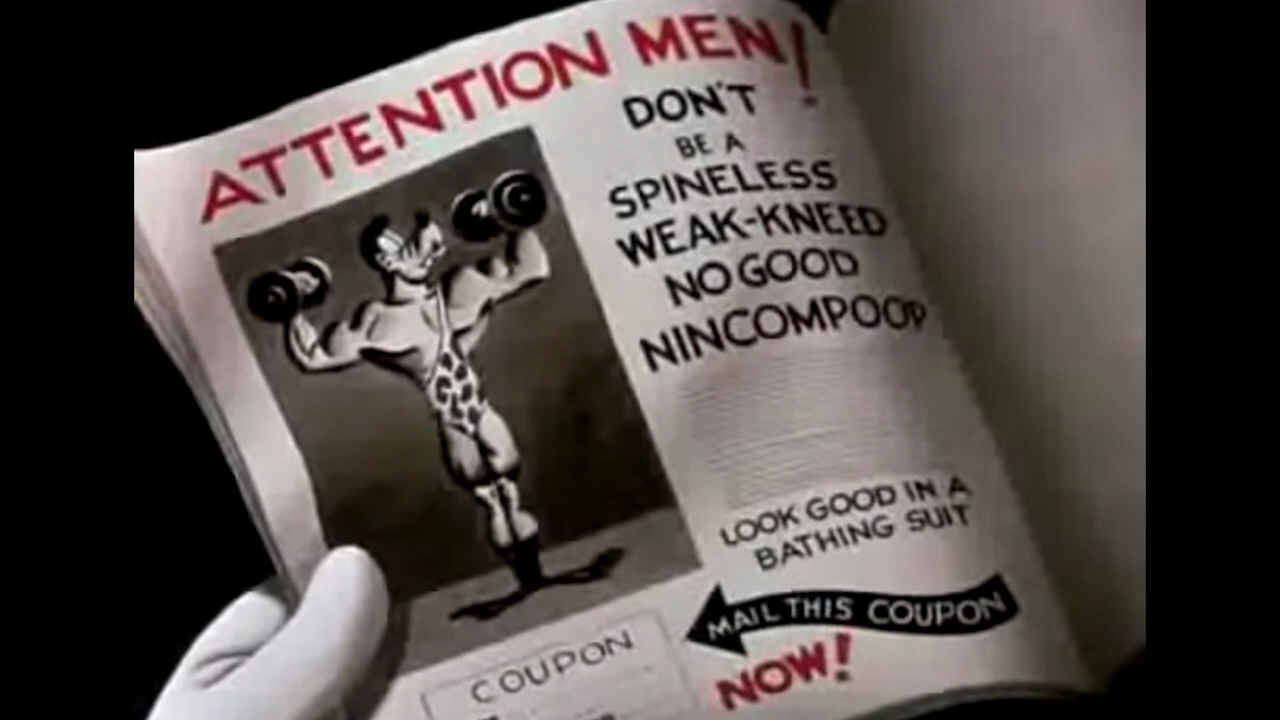 ATTENTION MEN!
DON'T
BE A
SPINELESS
WEAK-KNEED
NO GOOD
NINCOMPOOP
LOOK GOOD IN A
BATHING SUIT
MAIL THIS COUPON
NOW!
COUPON